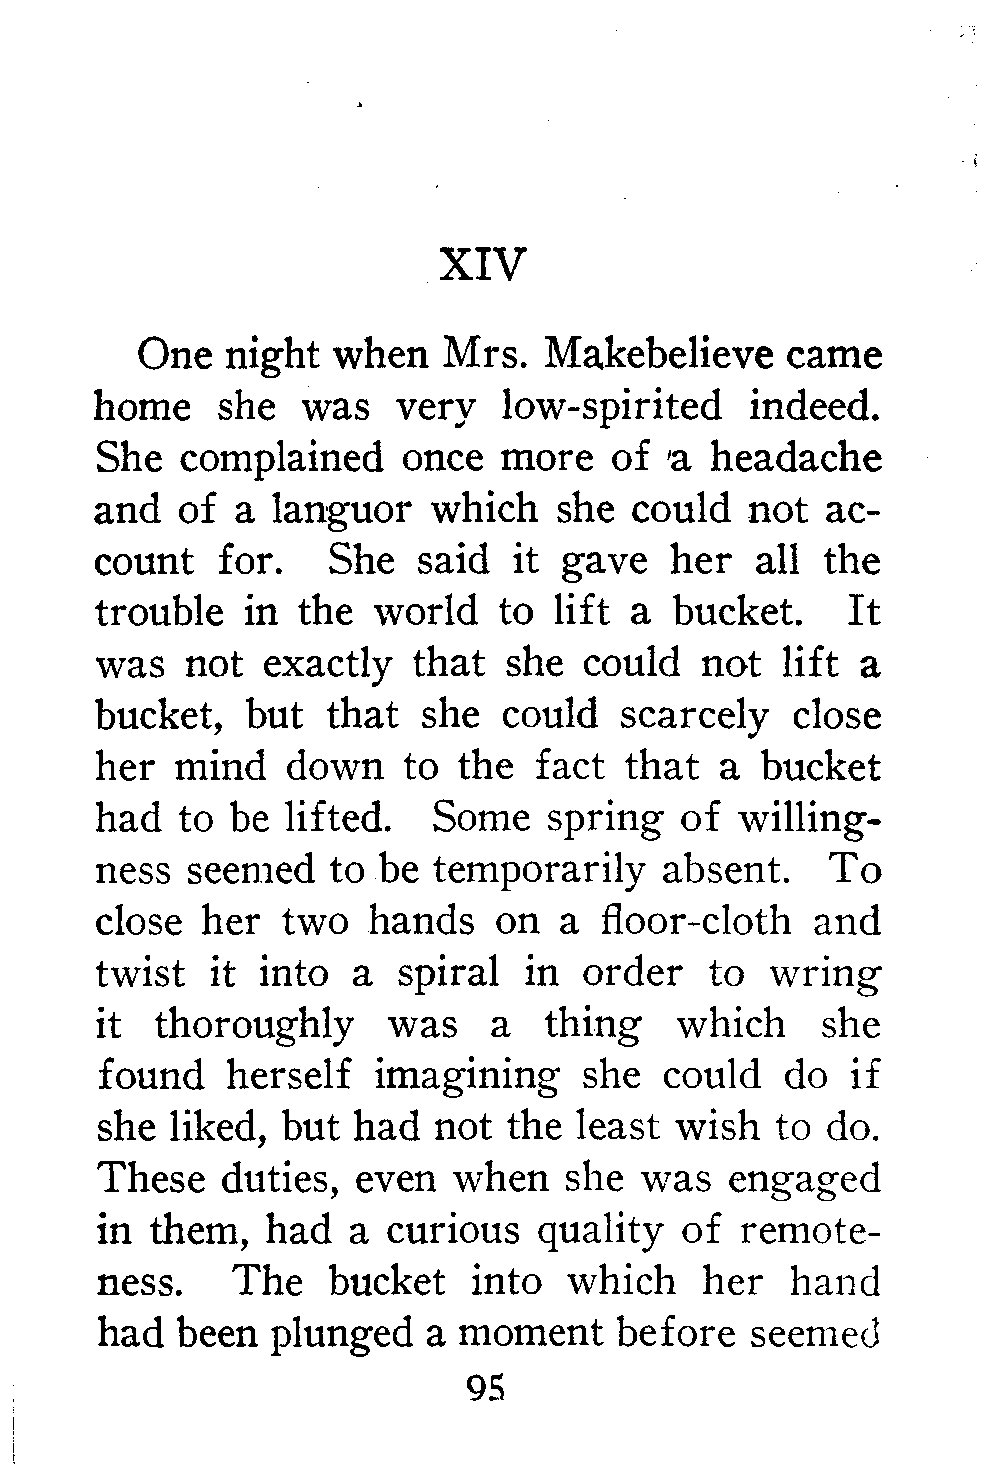 XIV
One night when Mrs. Makebelieve came
home she was very low-spirited indeed.
She complained once more of a headache
and of a languor which she could not ac-
count for. She said it gave her all the
trouble in the world to lift a bucket. It
was not exactly that she could not lift a
bucket, but that she could scarcely close
her mind down to the fact that a bucket
had to be lifted. Some spring of willing-
ness seemed to be temporarily absent. To
close her two hands on a floor-cloth and
twist it into a spiral in order to wring
it thoroughly was a thing which she
found herself imagining she could do if
she liked, but had not the least wish to do.
These duties, even when she was engaged
in them, had a curious quality of remote-
ness. The bucket into which her hand
had been plunged a moment before seemed
95